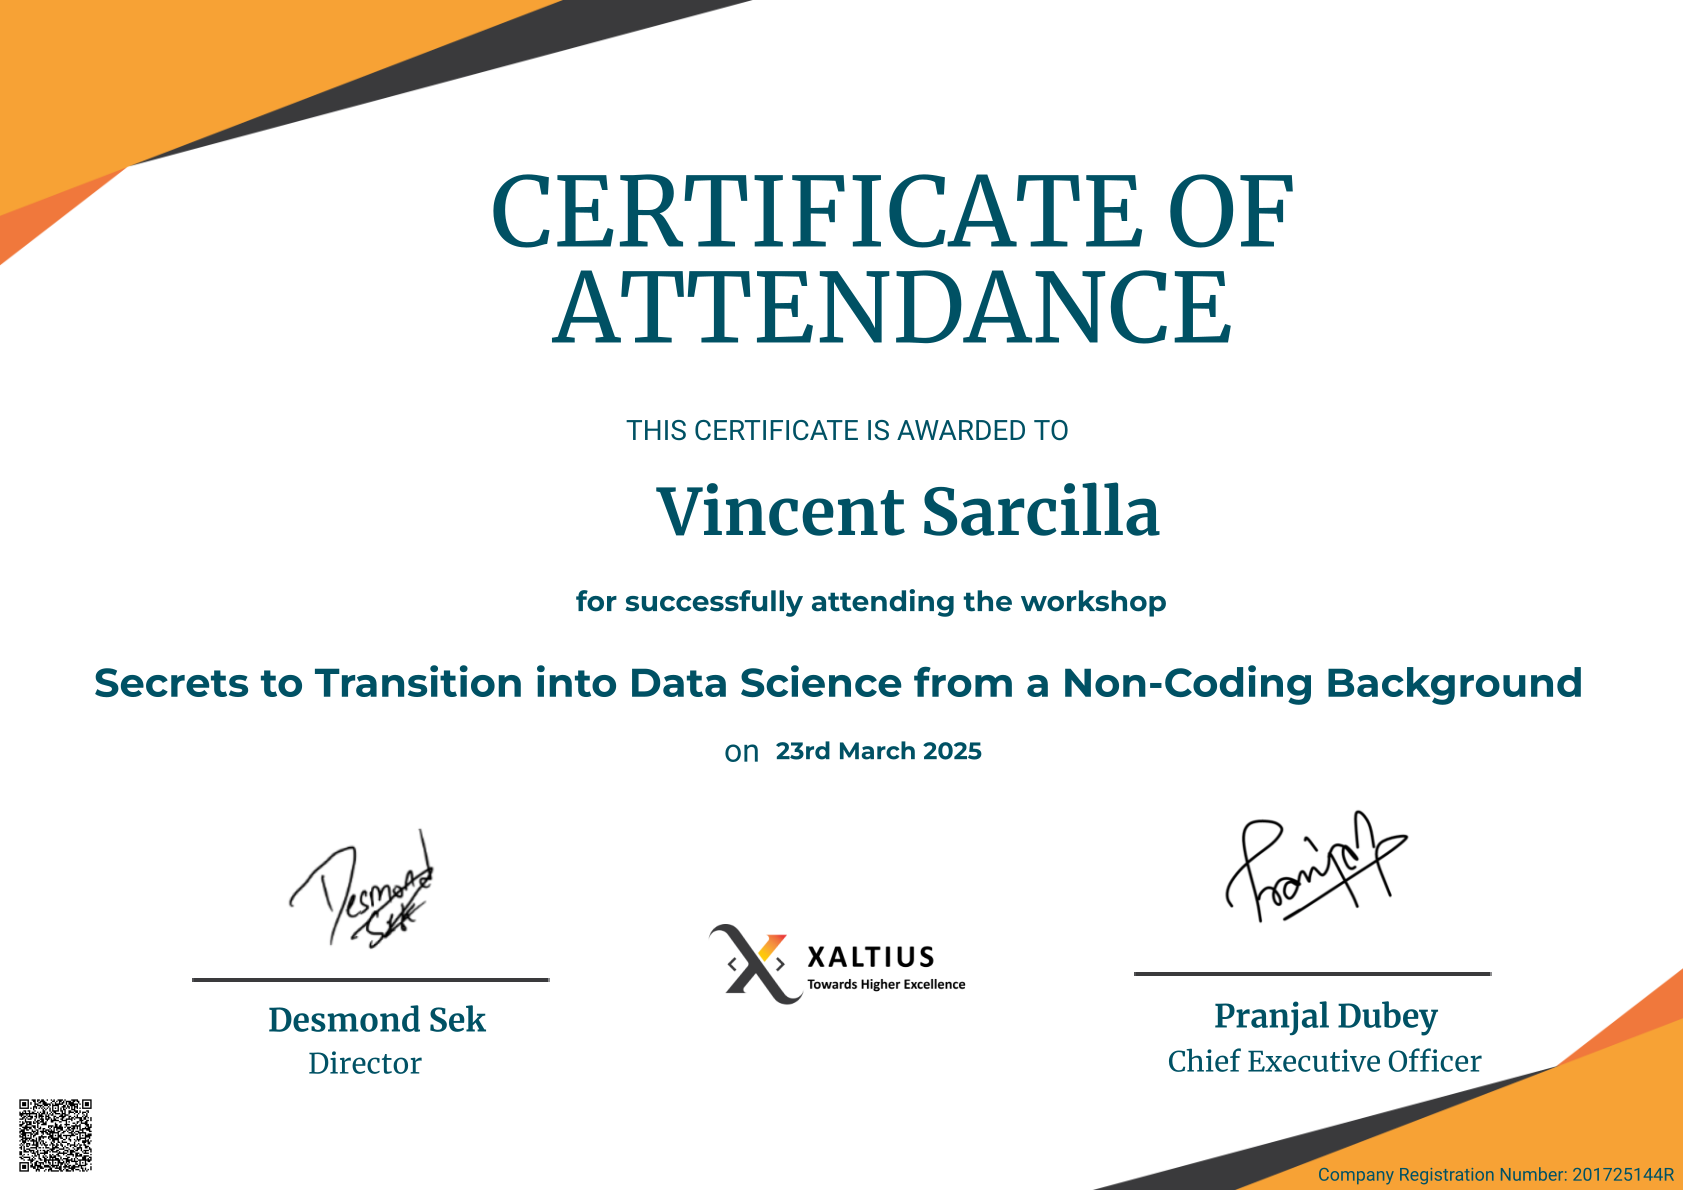 CERTIFICATE OF
ATTENDANCE
THIS CERTIFICATE IS AWARDED TO
Vincent Sarcilla
for successfully attending the workshop
Secrets to Transition into Data Science from a Non-Coding Background
on 23rd March 2025
Desmond
Sek
Pranjal
Desmond Sek
Director
XALTIUS
Towards Higher Excellence
Pranjal Dubey
Chief Executive Officer
Company Registration Number: 201725144R